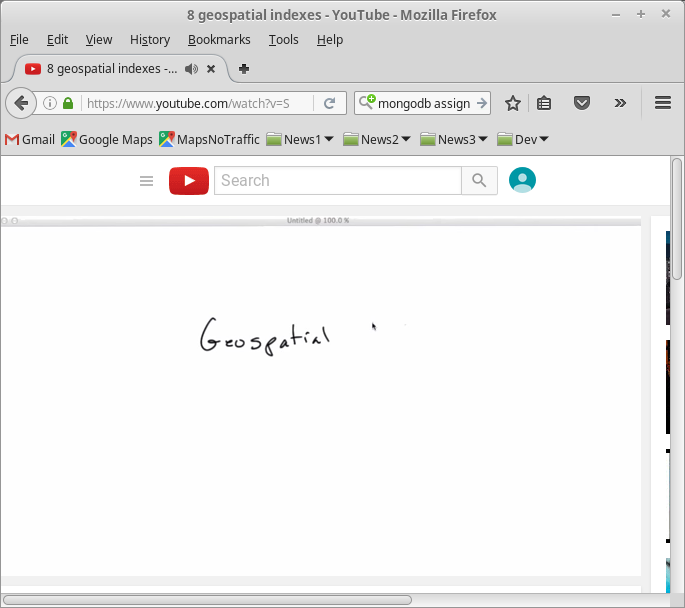 8 geospatial indexes - YouTube - Mozilla Firefox
File Edit View History Bookmarks Tools Help
8 geospatial indexes -...
https://www.youtube.com/watch?v=S mongodb assign
Gmail Google Maps MapsNoTraffic News1 News2 News3 Dev
Search
Untitled @ 100.0 %
Geospatial